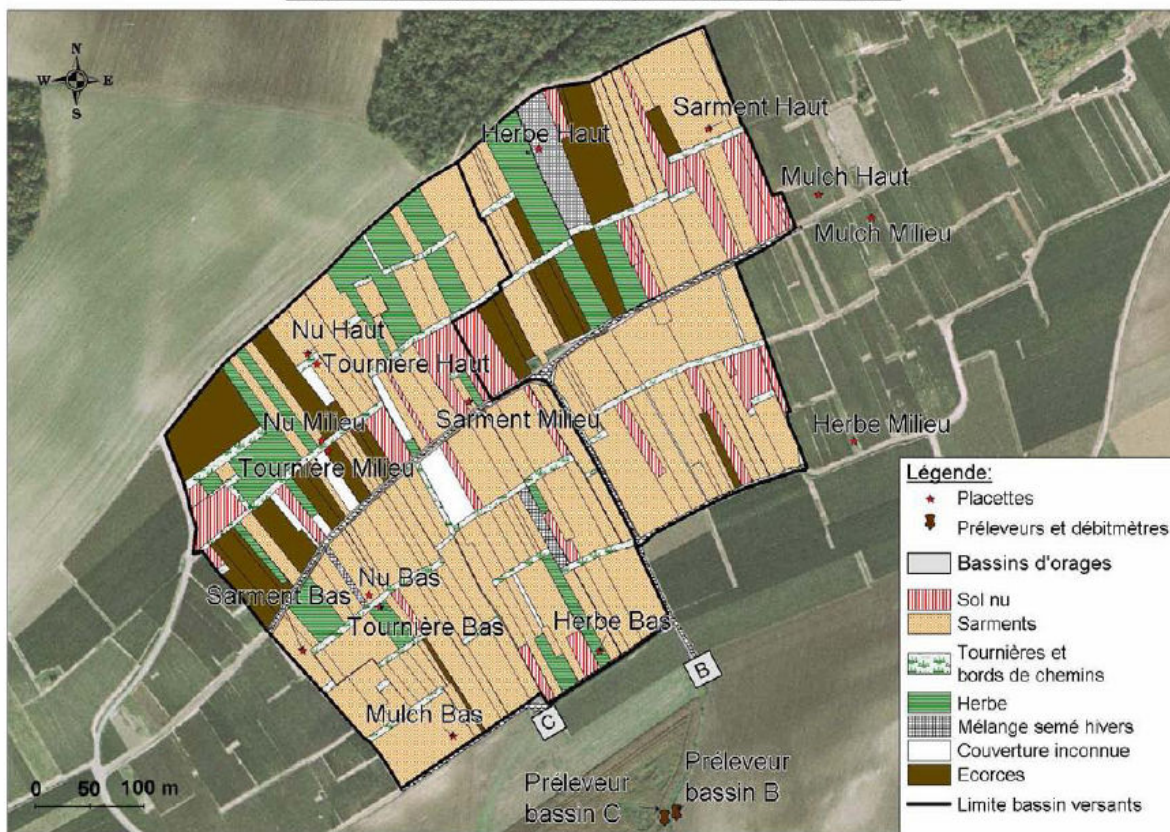 N
W E
S
Sarment Haut
Herbe Haut
Mulch Haut
Mulch Milieu
Nu Haut
Tournière Haut
Sarment Milieu
Nu Milieu
Herbe Milieu
Tournière Milieu
Nu Bas
Sarment Bas
Tournière Bas
Herbe Bas
Mulch Bas
B
C
Préleveur
bassin B
Préleveur
bassin C
0 50 100 m
Légende:
Placettes
Préleveurs et débitmètres
Bassins d'orages
Sol nu
Sarments
Tournières et
bords de chemins
Herbe
Mélange semé hivers
Couverture inconnue
Ecorces
Limite bassin versants